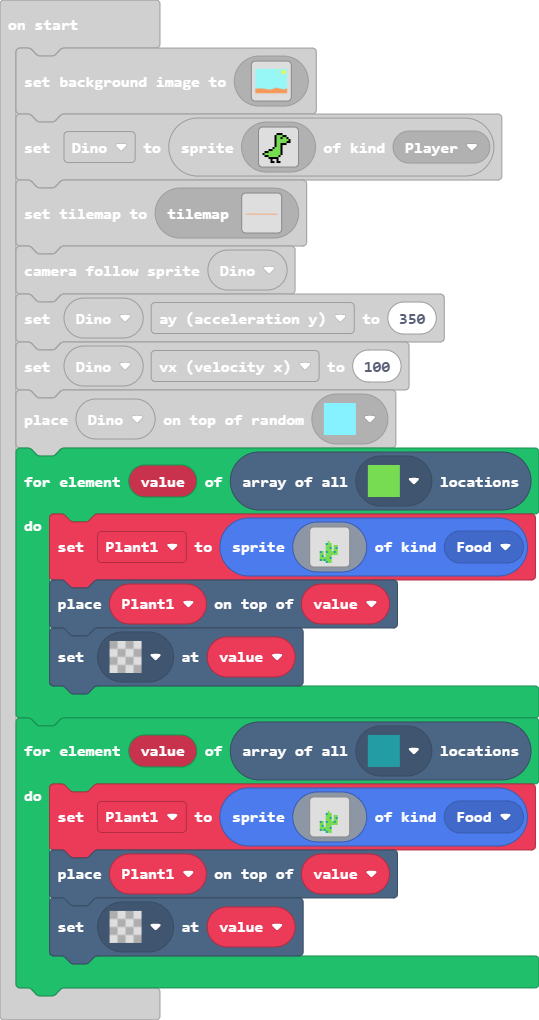 on start
set background image to
set Dino to sprite of kind Player
set tilemap to tilemap
camera follow sprite Dino
set Dino ay (acceleration y) to 350
set Dino vx (velocity x) to 100
place Dino on top of random
for element value of array of all locations
do
set Plant1 to sprite of kind Food
place Plant1 on top of value
set at value
for element value of array of all locations
do
set Plant1 to sprite of kind Food
place Plant1 on top of value
set at value